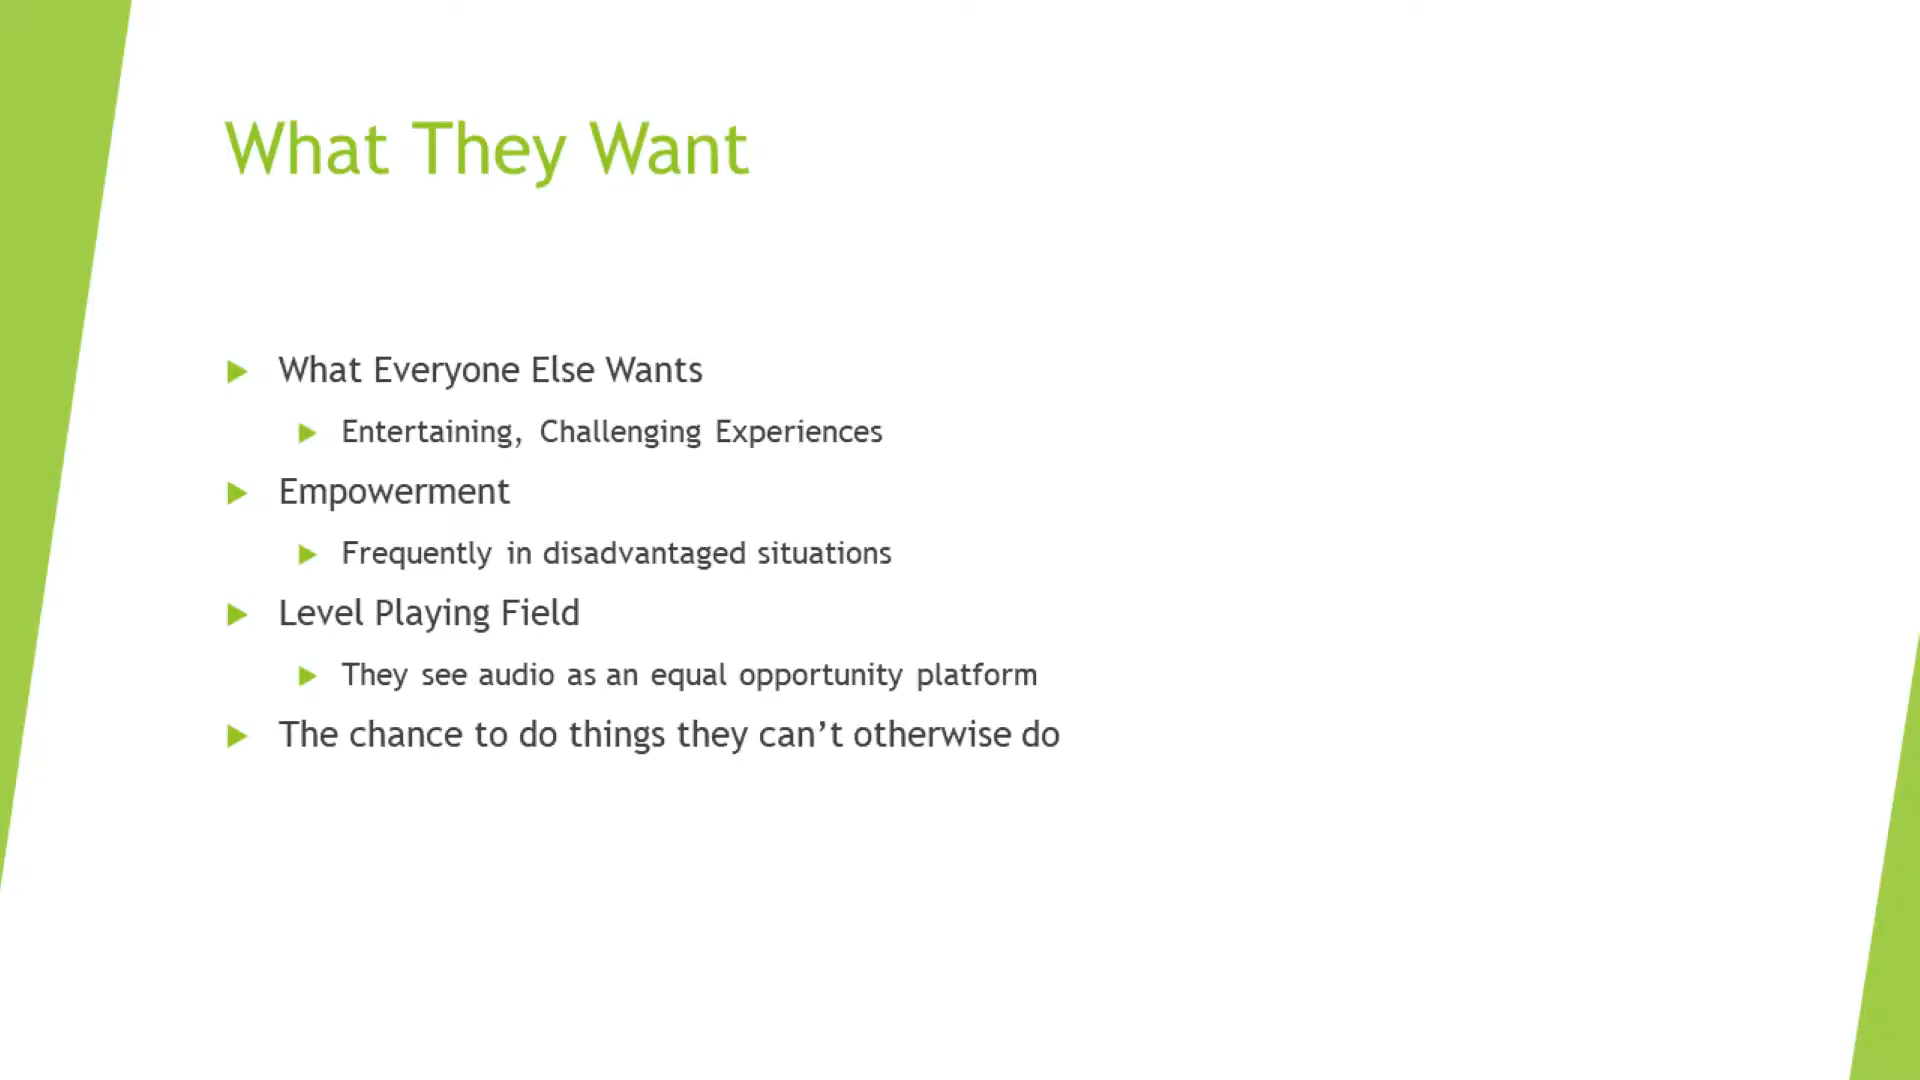 What They Want
What Everyone Else Wants
Entertaining, Challenging Experiences
Empowerment
Frequently in disadvantaged situations
Level Playing Field
They see audio as an equal opportunity platform
The chance to do things they can’t otherwise do